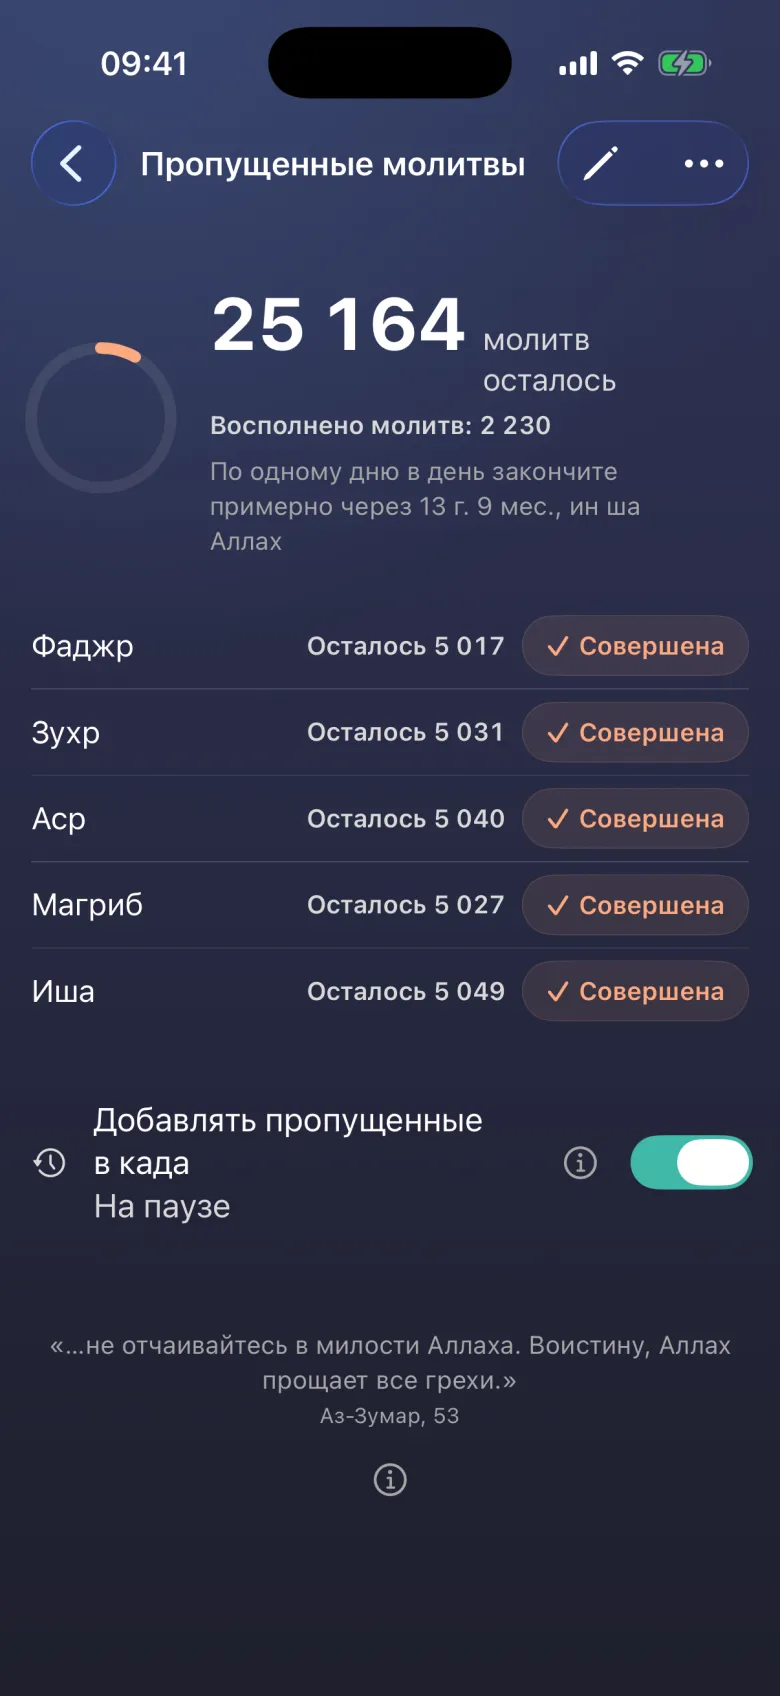 09:41
Пропущенные молитвы
25 164 молитв
осталось
Восполнено молитв: 2 230
По одному дню в день закончите
примерно через 13 г. 9 мес., ин ша
Аллах
Фаджр Осталось 5 017 ✓ Совершена
Зухр Осталось 5 031 ✓ Совершена
Аср Осталось 5 040 ✓ Совершена
Магриб Осталось 5 027 ✓ Совершена
Иша Осталось 5 049 ✓ Совершена
Добавлять пропущенные
в када
На паузе
«...не отчаивайтесь в милости Аллаха. Воистину, Аллах
прощает все грехи.»
Аз-Зумар, 53